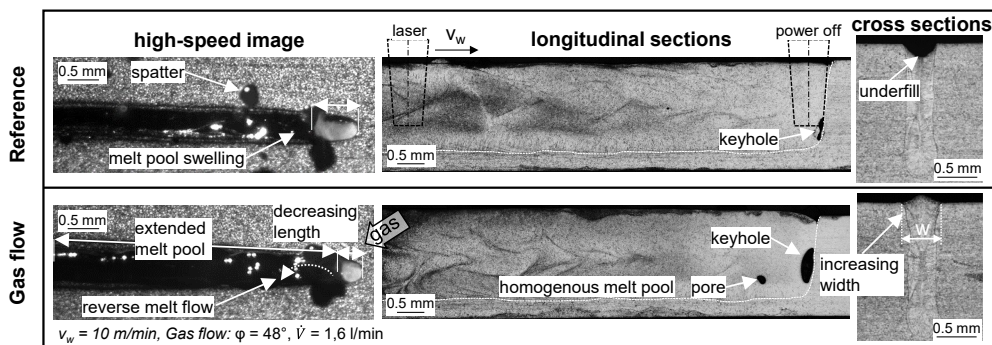 high-speed image
longitudinal sections
cross sections
Reference
0.5 mm
spatter
melt pool swelling
laser
v_w
power off
keyhole
0.5 mm
underfill
0.5 mm
Gas flow
0.5 mm
extended
melt pool
decreasing
length
gas
reverse melt flow
keyhole
homogenous melt pool
pore
0.5 mm
w
increasing
width
0.5 mm
v_w = 10 m/min, Gas flow: φ = 48°, V̇ = 1,6 l/min